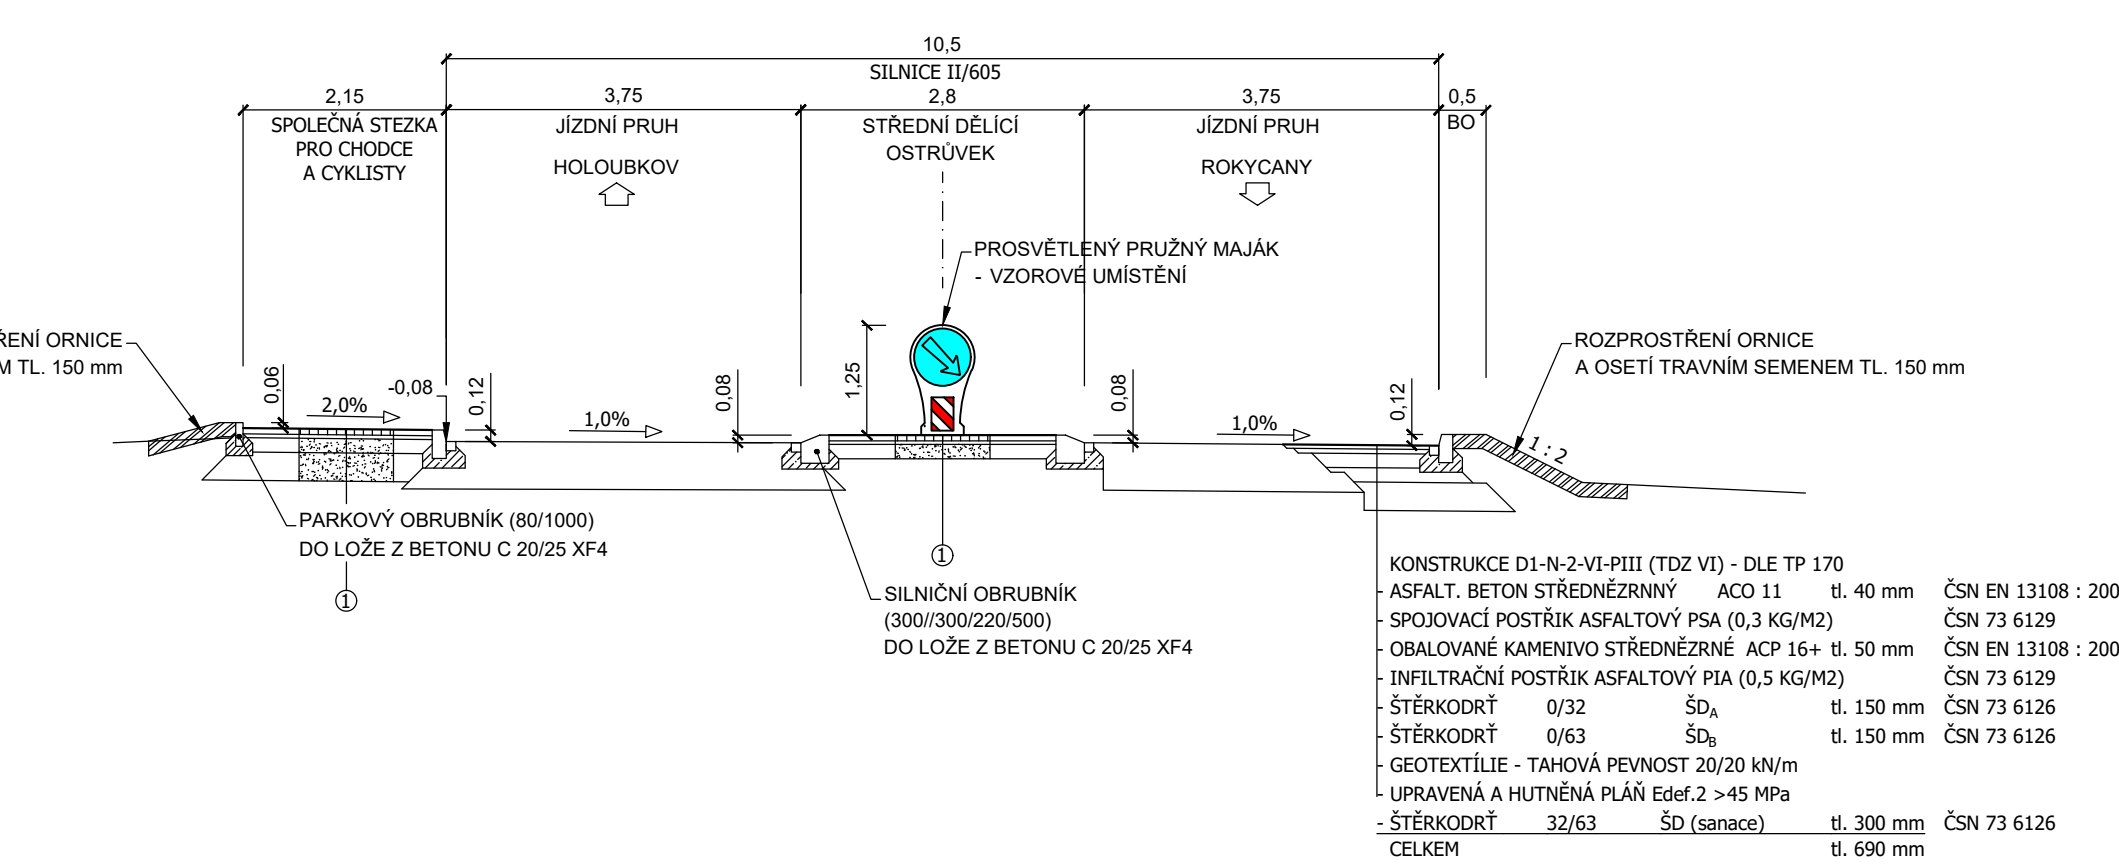 10,5
SILNICE II/605
2,15
3,75
2,8
3,75
0,5
SPOLEČNÁ STEZKA
PRO CHODCE
A CYKLISTY
JÍZDNÍ PRUH
HOLOUBKOV
STŘEDNÍ DĚLÍCÍ
OSTRŮVEK
JÍZDNÍ PRUH
ROKYCANY
BO
PROSVĚTLENÝ PRUŽNÝ MAJÁK
- VZOROVÉ UMÍSTĚNÍ
ŘENÍ ORNICE
M TL. 150 mm
ROZPROSTŘENÍ ORNICE
A OSETÍ TRAVNÍM SEMENEM TL. 150 mm
0,06
2,0%
-0,08
0,12
1,0%
0,08
1,25
0,08
1,0%
0,12
1 : 2
PARKOVÝ OBRUBNÍK (80/1000)
DO LOŽE Z BETONU C 20/25 XF4
1
1
SILNIČNÍ OBRUBNÍK
(300//300/220/500)
DO LOŽE Z BETONU C 20/25 XF4
KONSTRUKCE D1-N-2-VI-PIII (TDZ VI) - DLE TP 170
- ASFALT. BETON STŘEDNĚZRNNÝ ACO 11 tl. 40 mm ČSN EN 13108 : 200
- SPOJOVACÍ POSTŘIK ASFALTOVÝ PSA (0,3 KG/M2) ČSN 73 6129
- OBALOVANÉ KAMENIVO STŘEDNĚZRNÉ ACP 16+ tl. 50 mm ČSN EN 13108 : 200
- INFILTRAČNÍ POSTŘIK ASFALTOVÝ PIA (0,5 KG/M2) ČSN 73 6129
- ŠTĚRKODRŤ 0/32 ŠDA tl. 150 mm ČSN 73 6126
- ŠTĚRKODRŤ 0/63 ŠDB tl. 150 mm ČSN 73 6126
- GEOTEXTÍLIE - TAHOVÁ PEVNOST 20/20 kN/m
- UPRAVENÁ A HUTNĚNÁ PLÁŇ Edef.2 >45 MPa
- ŠTĚRKODRŤ 32/63 ŠD (sanace) tl. 300 mm ČSN 73 6126
CELKEM tl. 690 mm